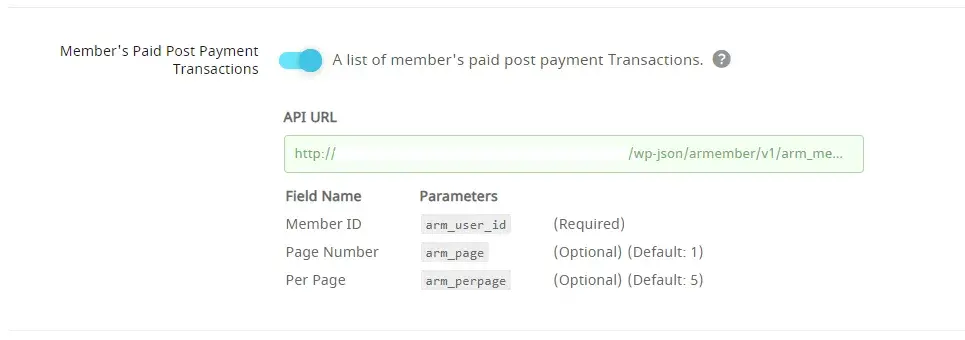 Member's Paid Post Payment
Transactions
A list of member's paid post payment Transactions. ?
API URL
http:// /wp-json/armember/v1/arm_me...
Field Name Parameters
Member ID arm_user_id (Required)
Page Number arm_page (Optional) (Default: 1)
Per Page arm_perpage (Optional) (Default: 5)